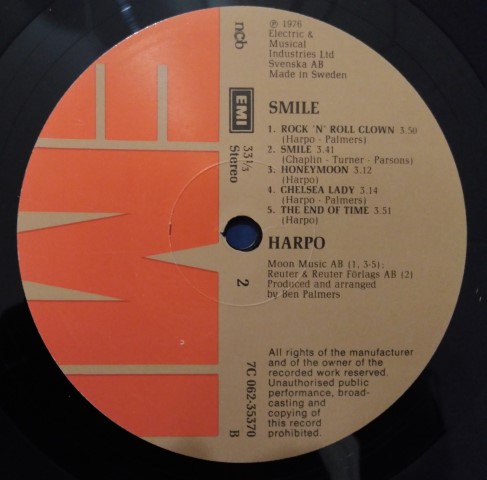 ℗ 1976
Electric &
Musical
Industries Ltd
Svenska AB
Made in Sweden
ncb
EMI
33⅓
Stereo
SMILE
1. ROCK 'N' ROLL CLOWN 3.50
(Harpo - Palmers)
2. SMILE 3.41
(Chaplin - Turner - Parsons)
3. HONEYMOON 3.12
(Harpo)
4. CHELSEA LADY 3.14
(Harpo - Palmers)
5. THE END OF TIME 3.51
(Harpo)
HARPO
Moon Music AB (1, 3-5);
Reuter & Reuter Förlags AB (2)
Produced and arranged
by Ben Palmers
2
7C 062-35370
B
All rights of the manufacturer
and of the owner of the
recorded work reserved.
Unauthorised public
performance, broad-
casting and
copying of
this record
prohibited.
EMI